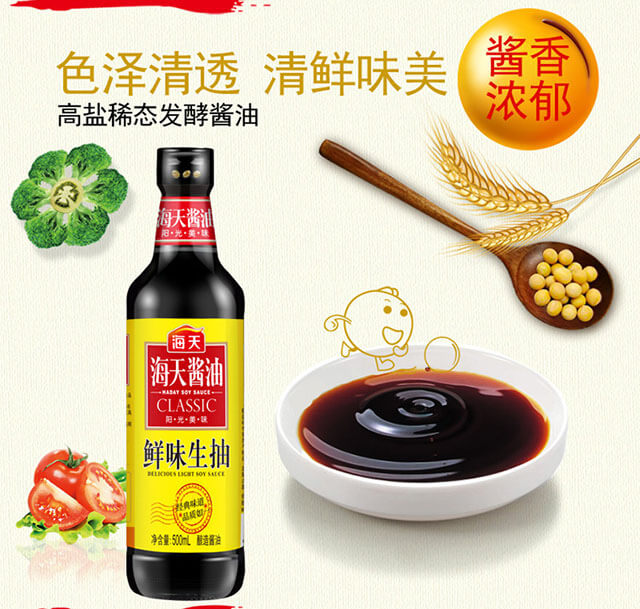 色泽清透 清鲜味美
酱香
浓郁
高盐稀态发酵酱油
海天酱油
阳·光·美·味
海天
海天酱油
HADAY SOY SAUCE
CLASSIC
阳·光·美·味
鲜味生抽
DELICIOUS LIGHT SOY SAUCE
经典味道
品质如一
净含量:500mL 酿造酱油